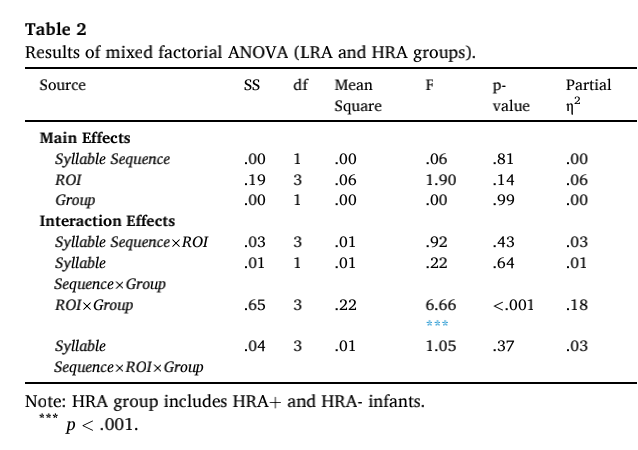 Table 2
Results of mixed factorial ANOVA (LRA and HRA groups).
Source SS df Mean Square F p-value Partial η²
Main Effects
Syllable Sequence .00 1 .00 .06 .81 .00
ROI .19 3 .06 1.90 .14 .06
Group .00 1 .00 .00 .99 .00
Interaction Effects
Syllable Sequence×ROI .03 3 .01 .92 .43 .03
Syllable .01 1 .01 .22 .64 .01
Sequence×Group
ROI×Group .65 3 .22 6.66 <.001 .18
***
Syllable .04 3 .01 1.05 .37 .03
Sequence×ROI×Group
Note: HRA group includes HRA+ and HRA- infants.
*** p < .001.